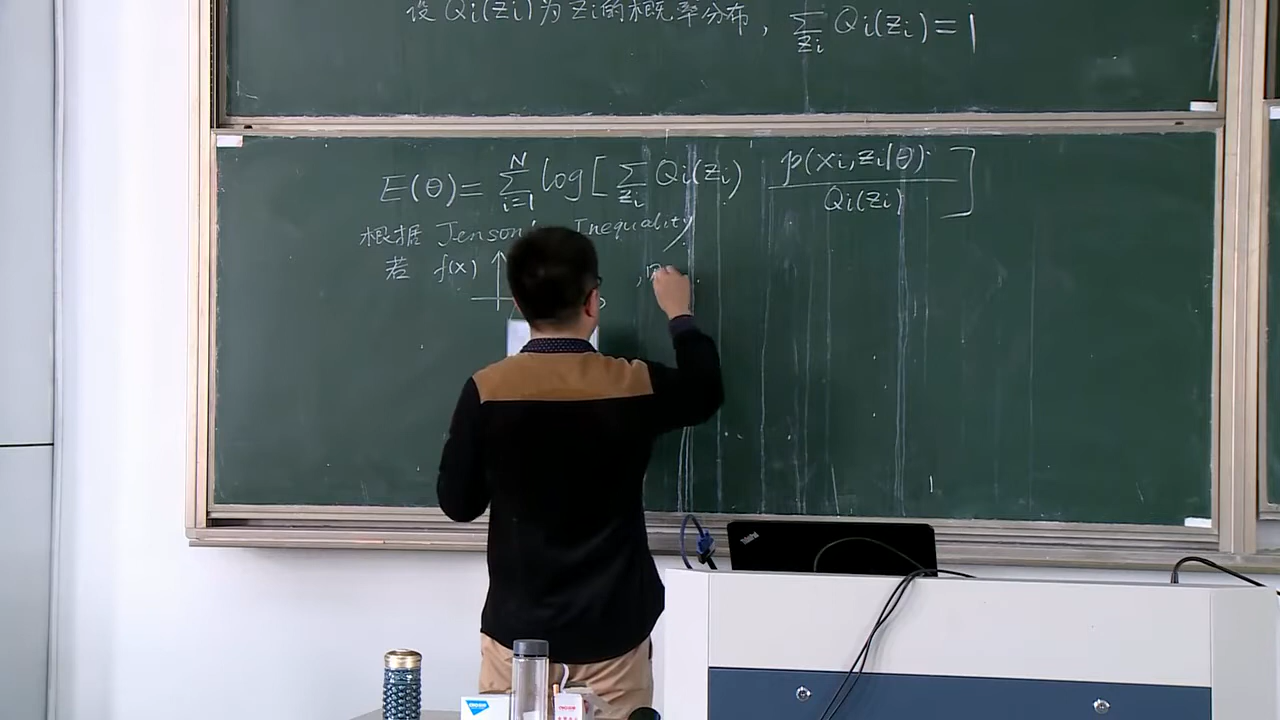 设 Qi(Zi) 为 Zi 的概率分布, ∑_{Zi} Qi(Zi) = 1
E(θ) = ∑_{i=1}^{N} log [ ∑_{Zi} Qi(Zi) p(Xi, Zi|θ) / Qi(Zi) ]
根据 Jenson's Inequality
若 f(x)
ThinkPad